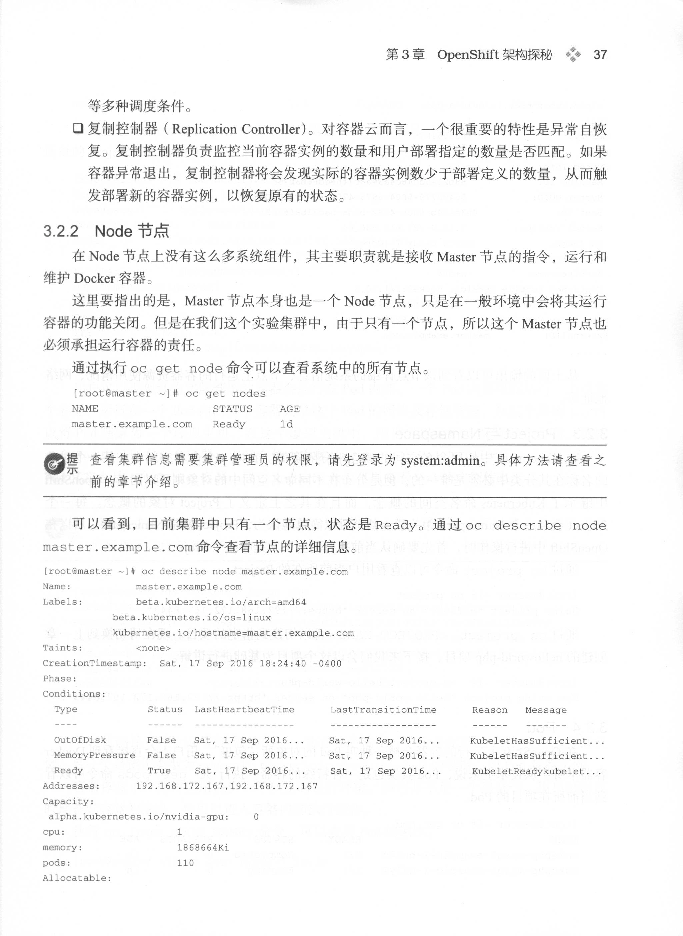 第 3 章 OpenShift 架构探秘 37
等多种调度条件。
❑ 复制控制器（Replication Controller）。对容器云而言，一个很重要的特性是异常自恢
复。复制控制器负责监控当前容器实例的数量和用户部署指定的数量是否匹配。如果
容器异常退出，复制控制器将会发现实际的容器实例数少于部署定义的数量，从而触
发部署新的容器实例，以恢复原有的状态。
3.2.2 Node 节点
在 Node 节点上没有这么多系统组件，其主要职责就是接收 Master 节点的指令，运行和
维护 Docker 容器。
这里要指出的是，Master 节点本身也是一个 Node 节点，只是在一般环境中会将其运行
容器的功能关闭。但是在我们这个实验集群中，由于只有一个节点，所以这个 Master 节点也
必须承担运行容器的责任。
通过执行 oc get node 命令可以查看系统中的所有节点。
[root@master ~]# oc get nodes
NAME STATUS AGE
master.example.com Ready 1d
提示 查看集群信息需要集群管理员的权限，请先登录为 system:admin。具体方法请查看之
前的章节介绍。
可以看到，目前集群中只有一个节点，状态是 Ready。通过 oc describe node
master.example.com 命令查看节点的详细信息。
[root@master ~]# oc describe node master.example.com
Name: master.example.com
Labels: beta.kubernetes.io/arch=amd64
beta.kubernetes.io/os=linux
kubernetes.io/hostname=master.example.com
Taints: <none>
CreationTimestamp: Sat, 17 Sep 2016 18:24:40 -0400
Phase:
Conditions:
Type Status LastHeartbeatTime LastTransitionTime Reason Message
---- ------ ----------------- ------------------ ------ -------
OutOfDisk False Sat, 17 Sep 2016... Sat, 17 Sep 2016... KubeletHasSufficient...
MemoryPressure False Sat, 17 Sep 2016... Sat, 17 Sep 2016... KubeletHasSufficient...
Ready True Sat, 17 Sep 2016... Sat, 17 Sep 2016... KubeletReadykubelet...
Addresses: 192.168.172.167,192.168.172.167
Capacity:
alpha.kubernetes.io/nvidia-gpu: 0
cpu: 1
memory: 1868664Ki
pods: 110
Allocatable: